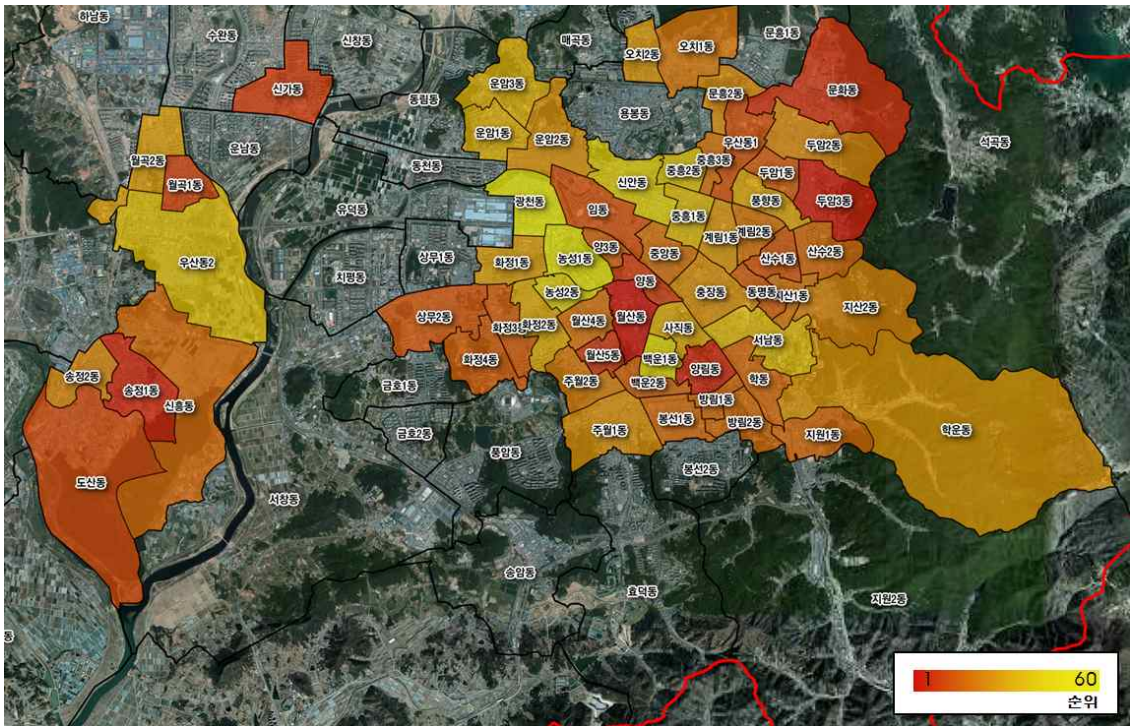 하남동
수완동
신창동
매곡동
오치2동
오치1동
문흥1동
신가동
운암3동
문흥2동
문화동
동림동
용봉동
석곡동
운남동
운암1동
운암2동
우산동1
두암2동
월곡2동
동천동
중흥2동
중흥3동
두암1동
월곡1동
신안동
유덕동
광천동
임동
중흥1동
풍향동
두암3동
계림1동
계림2동
우산동2
상무1동
화정1동
농성1동
양3동
중앙동
산수1동
산수2동
치평동
양동
농성2동
충장동
동명동
지산1동
지산2동
상무2동
화정3동
화정2동
월산4동
월산동
사직동
서남동
송정2동
화정4동
월산5동
백운1동
양림동
송정1동
신흥동
금호1동
주월2동
백운2동
학동
방림1동
금호2동
주월1동
봉선1동
방림2동
지원1동
학운동
풍암동
봉선2동
도산동
서창동
송암동
효덕동
지원2동
동
1
60
순위